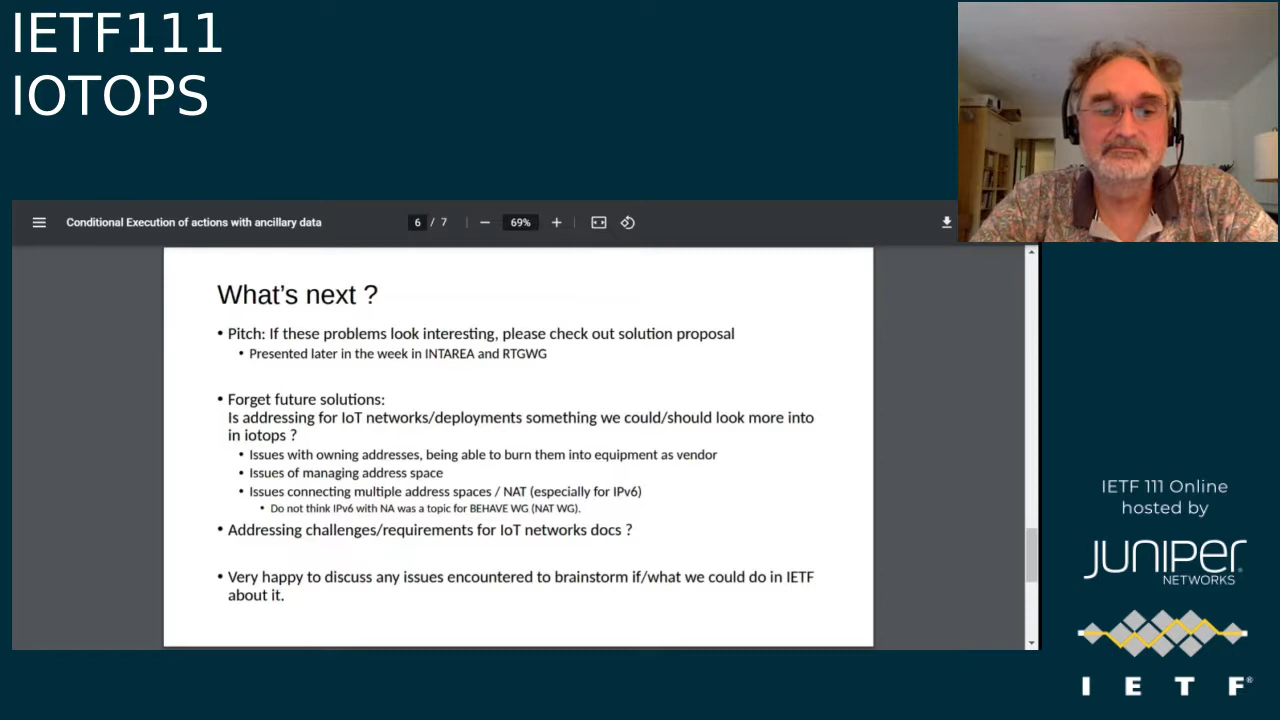 IETF111
IOTOPS
Conditional Execution of actions with ancillary data
6 / 7
69%
What's next ?
• Pitch: If these problems look interesting, please check out solution proposal
• Presented later in the week in INTAREA and RTGWG
• Forget future solutions:
Is addressing for IoT networks/deployments something we could/should look more into
in iotops ?
• Issues with owning addresses, being able to burn them into equipment as vendor
• Issues of managing address space
• Issues connecting multiple address spaces / NAT (especially for IPv6)
• Do not think IPv6 with NA was a topic for BEHAVE WG (NAT WG).
• Addressing challenges/requirements for IoT networks docs ?
• Very happy to discuss any issues encountered to brainstorm if/what we could do in IETF
about it.
IETF 111 Online
hosted by
JUNIPER
NETWORKS
I E T F®